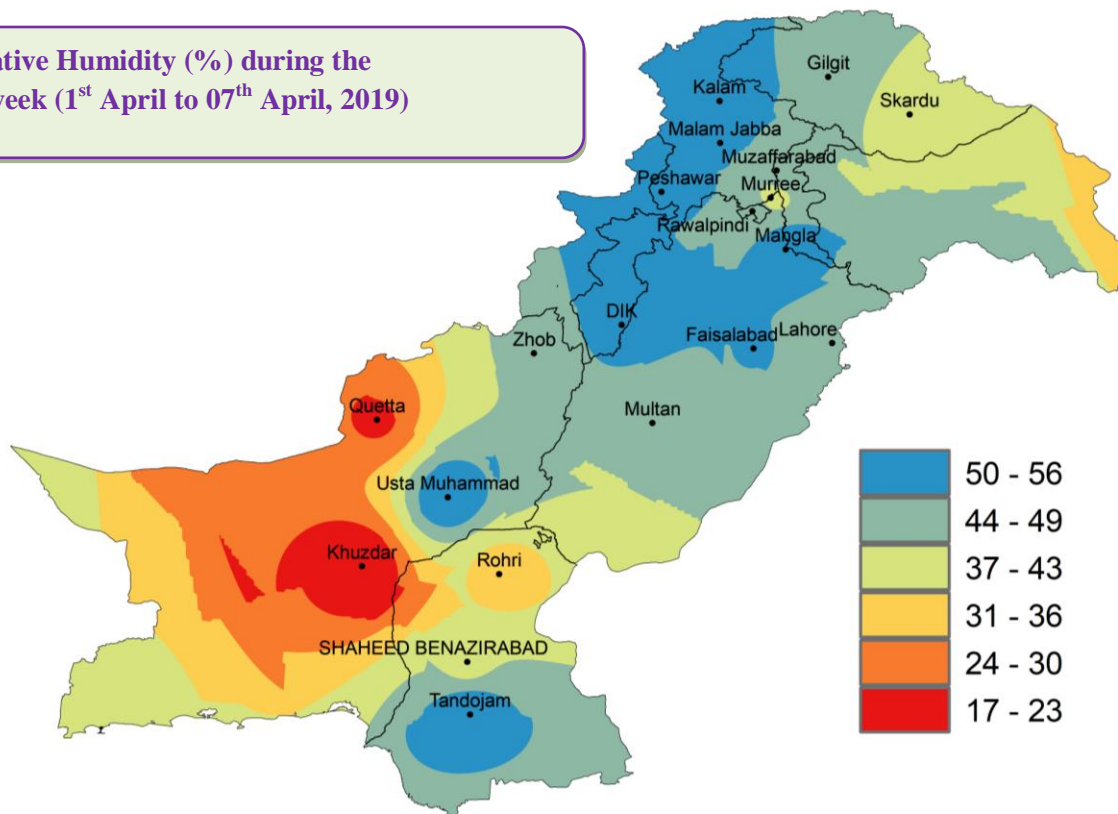 ative Humidity (%) during the
week (1st April to 07th April, 2019)
Gilgit
Kalam
Skardu
Malam Jabba
Muzaffarabad
Peshawar
Murree
Rawalpindi
Mangla
DIK
Zhob
Faisalabad
Lahore
Quetta
Multan
Usta Muhammad
Khuzdar
Rohri
SHAHEED BENAZIRABAD
Tandojam
50 - 56
44 - 49
37 - 43
31 - 36
24 - 30
17 - 23